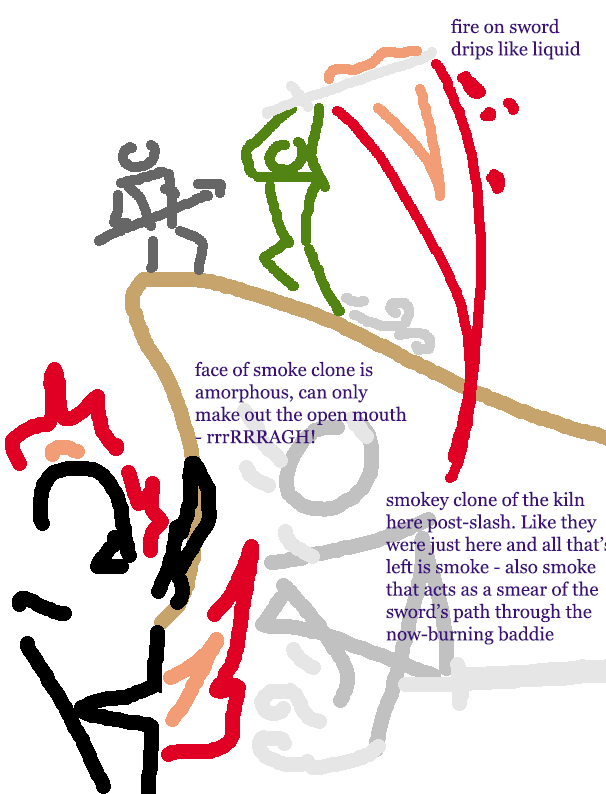 fire on sword
drips like liquid
face of smoke clone is
amorphous, can only
make out the open mouth
- rrrRRRAGH!
smokey clone of the kiln
here post-slash. Like they
were just here and all that's
left is smoke - also smoke
that acts as a smear of the
sword's path through the
now-burning baddie